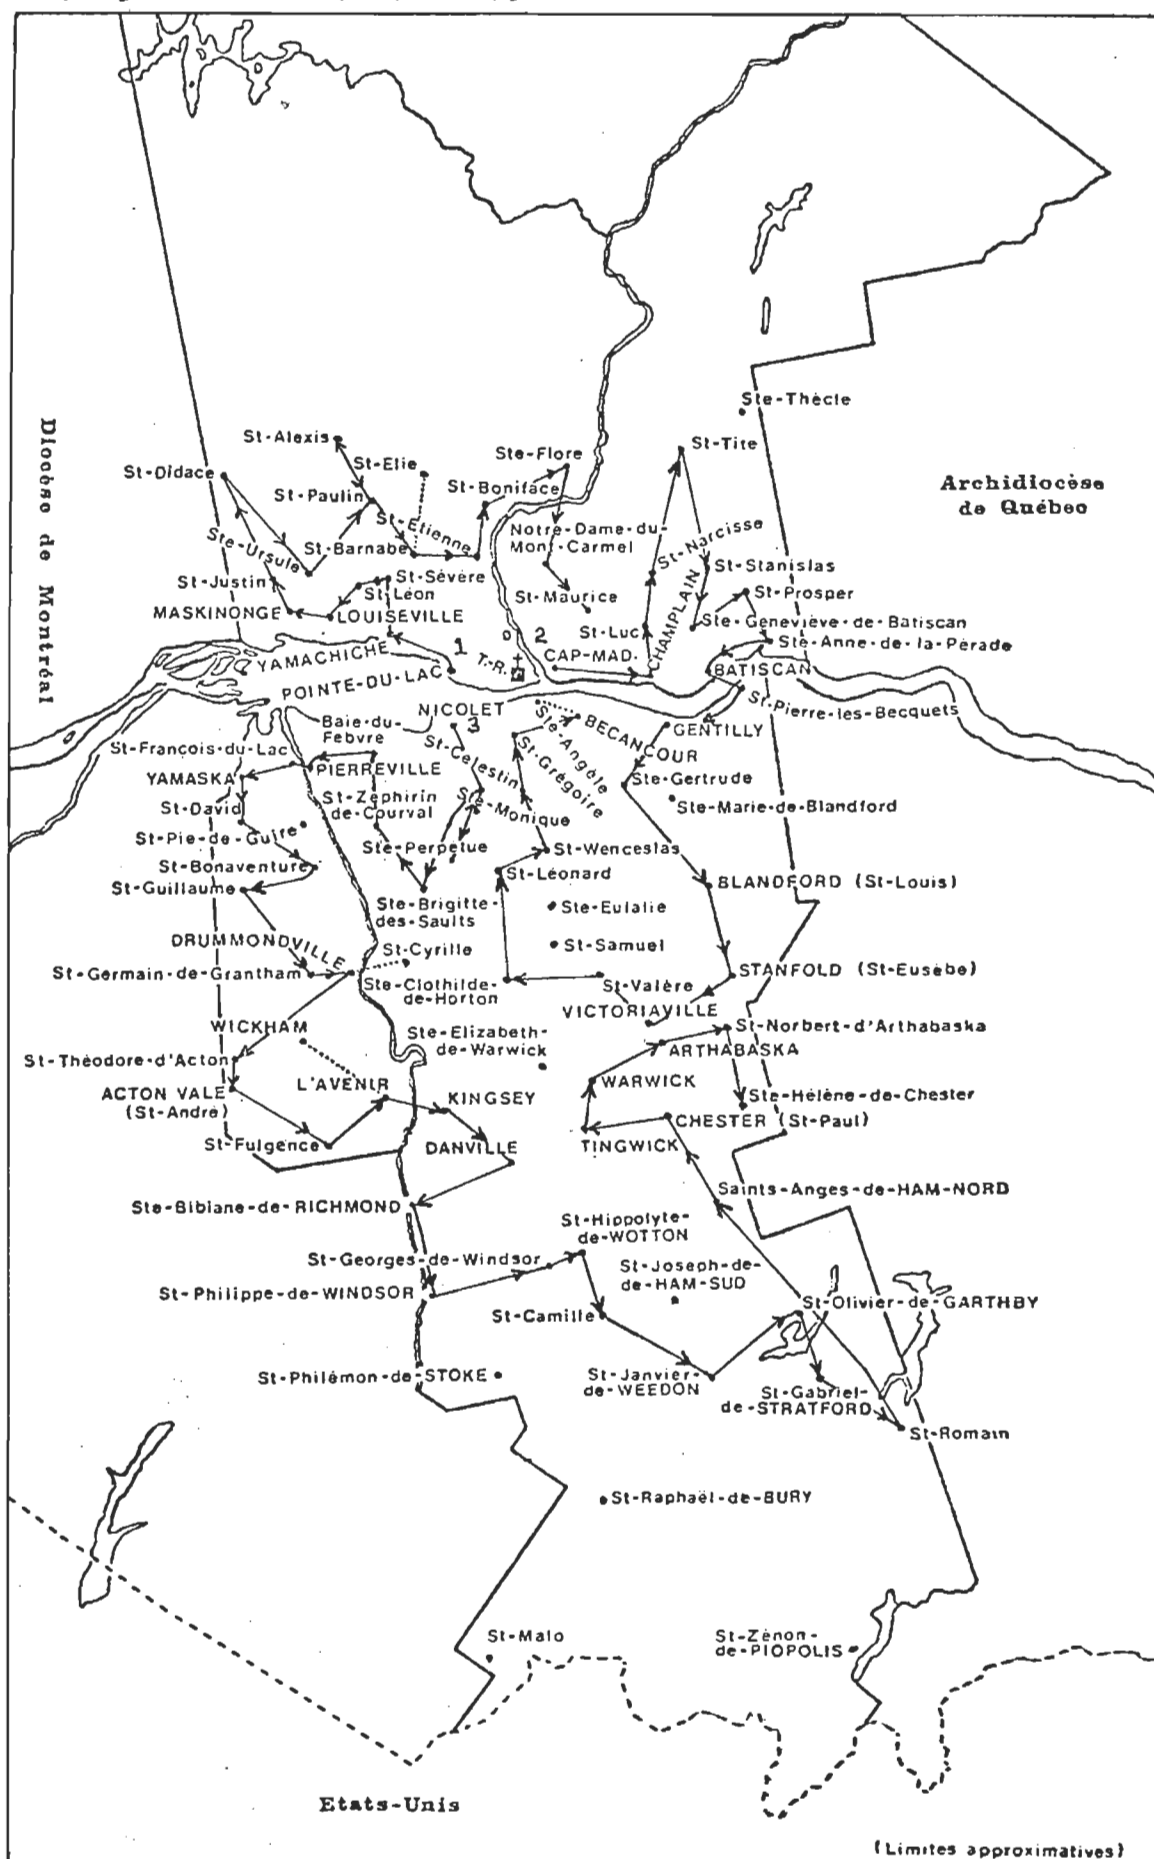 Diocèse de Montréal
Ste-Thècle
St-Alexis
St-Tite
St-Didace
St-Elie
Ste-Flore
Archidiocèse
de Québec
St-Paulin
St-Boniface
St-Etienne
Notre-Dame-du-
Mont-Carmel
St-Narcisse
Ste-Ursule
St-Barnabe
St-Stanislas
St-Justin
St-Sévère
St-Léon
St-Prosper
MASKINONGE
LOUISEVILLE
St-Maurice
CHAMPLAIN
Ste-Geneviève-de-Batiscan
1
2
St-Luc
Ste-Anne-de-la-Pérade
YAMACHICHE
T.-R.
CAP-MAD.
BATISCAN
POINTE-DU-LAC
St-Pierre-les-Becquets
NICOLET
3
Baie-du-
Febvre
BECANCOUR
GENTILLY
Ste-Angèle
St-François-du-Lac
St-Celestin
St-Grégoire
YAMASKA
PIERREVILLE
Ste-Gertrude
St-David
St-Zéphirin
de-Courval
Ste-Monique
Ste-Marie-de-Blandford
St-Pie-de-Guire
Ste-Perpetue
St-Wenceslas
St-Bonaventure
St-Léonard
St-Guillaume
BLANDFORD (St-Louis)
Ste-Brigitte-
des-Saults
Ste-Eulalie
DRUMMONDVILLE
St-Cyrille
St-Samuel
St-Germain-de-Grantham
Ste-Clothilde-
de-Horton
St-Valère
STANFOLD (St-Eusèbe)
VICTORIAVILLE
WICKHAM
Ste-Elizabeth-
de-Warwick
St-Norbert-d'Arthabaska
ARTHABASKA
St-Théodore-d'Acton
ACTON VALE
(St-André)
L'AVENIR
KINGSEY
WARWICK
Ste-Hélène-de-Chester
CHESTER (St-Paul)
St-Fulgence
DANVILLE
TINGWICK
Saints-Anges-de-HAM-NORD
Ste-Bibiane-de-RICHMOND
St-Hippolyte-
de-WOTTON
St-Georges-de-Windsor
St-Joseph-de-
de-HAM-SUD
St-Philippe-de-WINDSOR
St-Olivier-de-GARTHBY
St-Camille
St-Philémon-de-STOKE
St-Janvier-
de-WEEDON
St-Gabriel-
de-STRATFORD
St-Romain
St-Raphaël-de-BURY
St-Malo
St-Zénon-
de-PIOPOLIS
Etats-Unis
(Limites approximatives)